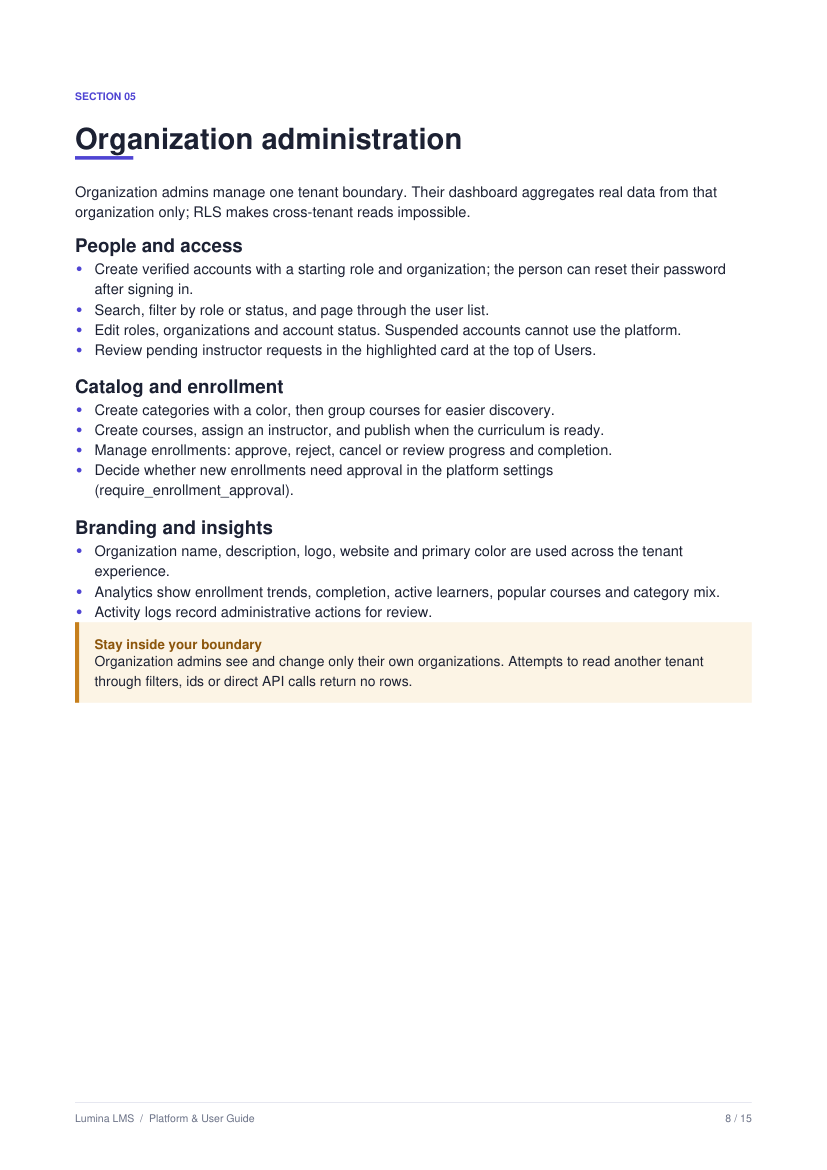 SECTION 05
Organization administration
Organization admins manage one tenant boundary. Their dashboard aggregates real data from that
organization only; RLS makes cross-tenant reads impossible.
People and access
• Create verified accounts with a starting role and organization; the person can reset their password
after signing in.
• Search, filter by role or status, and page through the user list.
• Edit roles, organizations and account status. Suspended accounts cannot use the platform.
• Review pending instructor requests in the highlighted card at the top of Users.
Catalog and enrollment
• Create categories with a color, then group courses for easier discovery.
• Create courses, assign an instructor, and publish when the curriculum is ready.
• Manage enrollments: approve, reject, cancel or review progress and completion.
• Decide whether new enrollments need approval in the platform settings
(require_enrollment_approval).
Branding and insights
• Organization name, description, logo, website and primary color are used across the tenant
experience.
• Analytics show enrollment trends, completion, active learners, popular courses and category mix.
• Activity logs record administrative actions for review.
Stay inside your boundary
Organization admins see and change only their own organizations. Attempts to read another tenant
through filters, ids or direct API calls return no rows.
Lumina LMS / Platform & User Guide
8 / 15